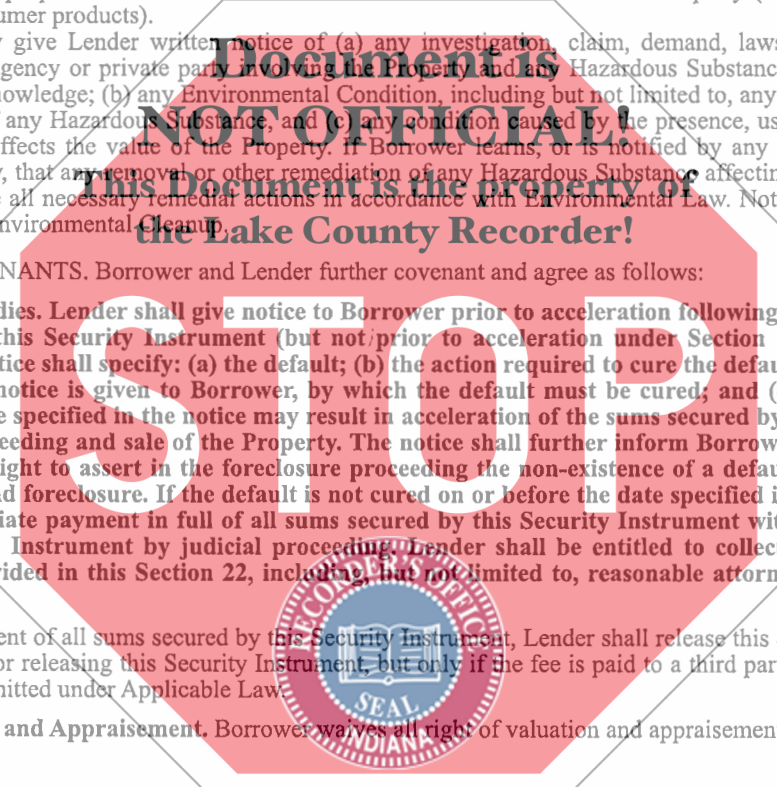 umer products).
y give Lender written notice of (a) any investigation, claim, demand, laws
gency or private party involving the Property and any Hazardous Substanc
nowledge; (b) any Environmental Condition, including but not limited to, any
f any Hazardous Substance, and (c) any condition caused by the presence, us
ffects the value of the Property. If Borrower learns, or is notified by any
y, that any removal or other remediation of any Hazardous Substance affectin
e all necessary remedial actions in accordance with Environmental Law. Not
nvironmental Cleanup.
Document is
NOT OFFICIAL!
This Document is the property of
the Lake County Recorder!
NANTS. Borrower and Lender further covenant and agree as follows:
dies. Lender shall give notice to Borrower prior to acceleration following
this Security Instrument (but not prior to acceleration under Section
tice shall specify: (a) the default; (b) the action required to cure the defau
notice is given to Borrower, by which the default must be cured; and (
e specified in the notice may result in acceleration of the sums secured by
eeding and sale of the Property. The notice shall further inform Borrow
ight to assert in the foreclosure proceeding the non-existence of a defau
nd foreclosure. If the default is not cured on or before the date specified i
iate payment in full of all sums secured by this Security Instrument wit
Instrument by judicial proceeding. Lender shall be entitled to collec
vided in this Section 22, including, but not limited to, reasonable attorn
STOP
ent of all sums secured by this Security Instrument, Lender shall release this
or releasing this Security Instrument, but only if the fee is paid to a third par
mitted under Applicable Law.
and Appraisement. Borrower waives all right of valuation and appraisemen
RECORDER'S OFFICE
SEAL
INDIANA